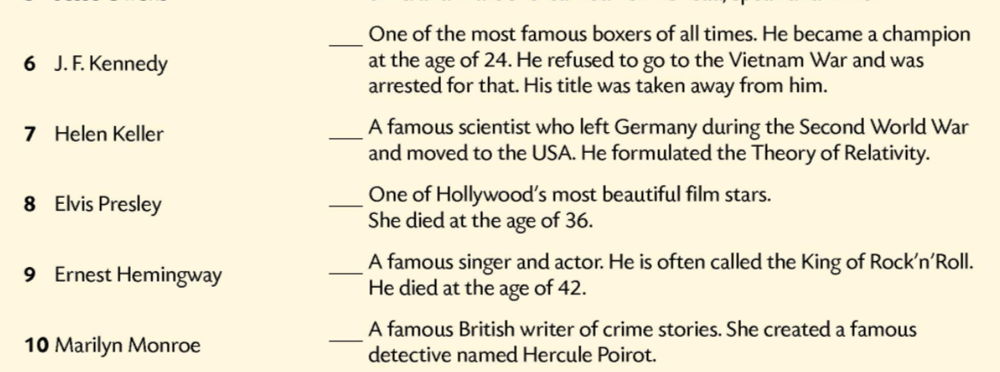 6 J. F. Kennedy
7 Helen Keller
8 Elvis Presley
9 Ernest Hemingway
10 Marilyn Monroe
___ One of the most famous boxers of all times. He became a champion
at the age of 24. He refused to go to the Vietnam War and was
arrested for that. His title was taken away from him.
___ A famous scientist who left Germany during the Second World War
and moved to the USA. He formulated the Theory of Relativity.
___ One of Hollywood's most beautiful film stars.
She died at the age of 36.
___ A famous singer and actor. He is often called the King of Rock'n'Roll.
He died at the age of 42.
___ A famous British writer of crime stories. She created a famous
detective named Hercule Poirot.